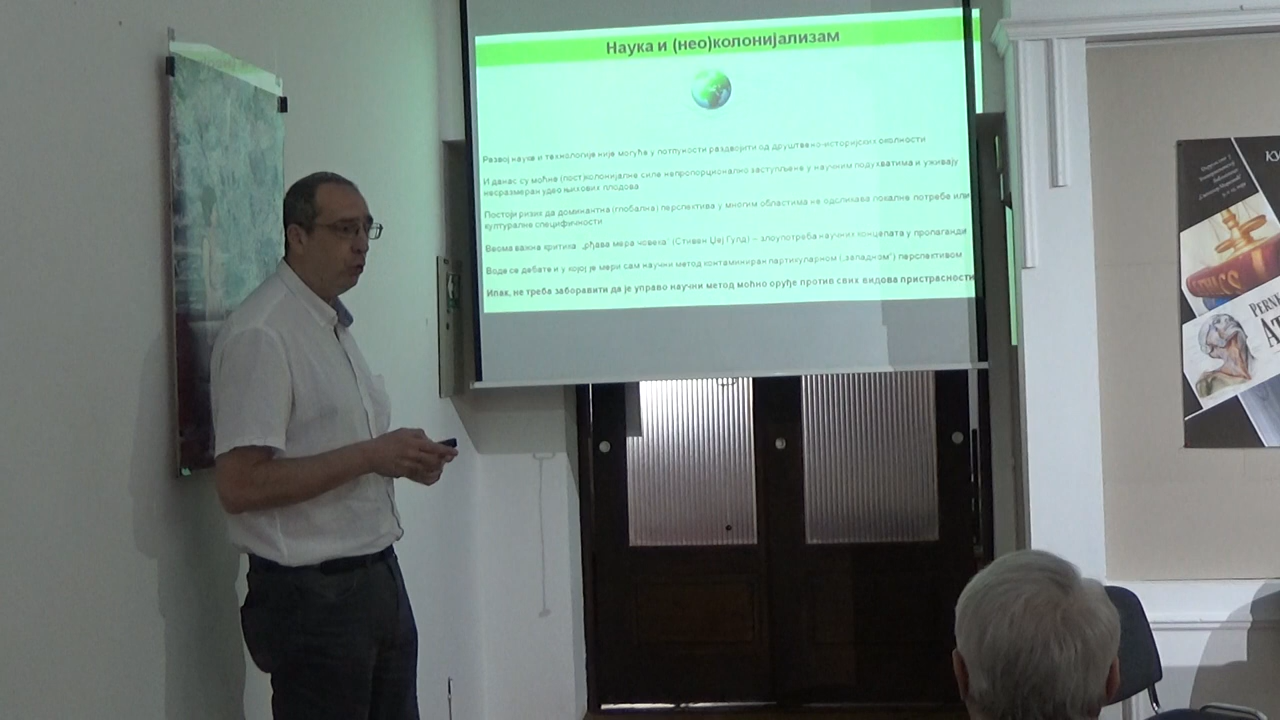 Наука и (нео)колонијализам
Развој науке и технологије није могуће у потпуности раздвојити од друштвено-историјских околности
И данас су моћне (пост)колонијалне силе непропорционално заступљене у научним подухватима и уживају
несразмеран удео њихових плодова
Постоји ризик да доминантна (глобална) перспектива у многим областима не одсликава локалне потребе или
културалне специфичности
Веома важна критика: „рђава мера човека“ (Стивен Џеј Гулд) – злоупотреба научних концепата у пропаганди
Воде се дебате и у којој је мери сам научни метод контаминиран партикуларном („западном“) перспективом
Ипак, не треба заборавити да је управо научни метод моћно оруђе против свих видова пристрасности